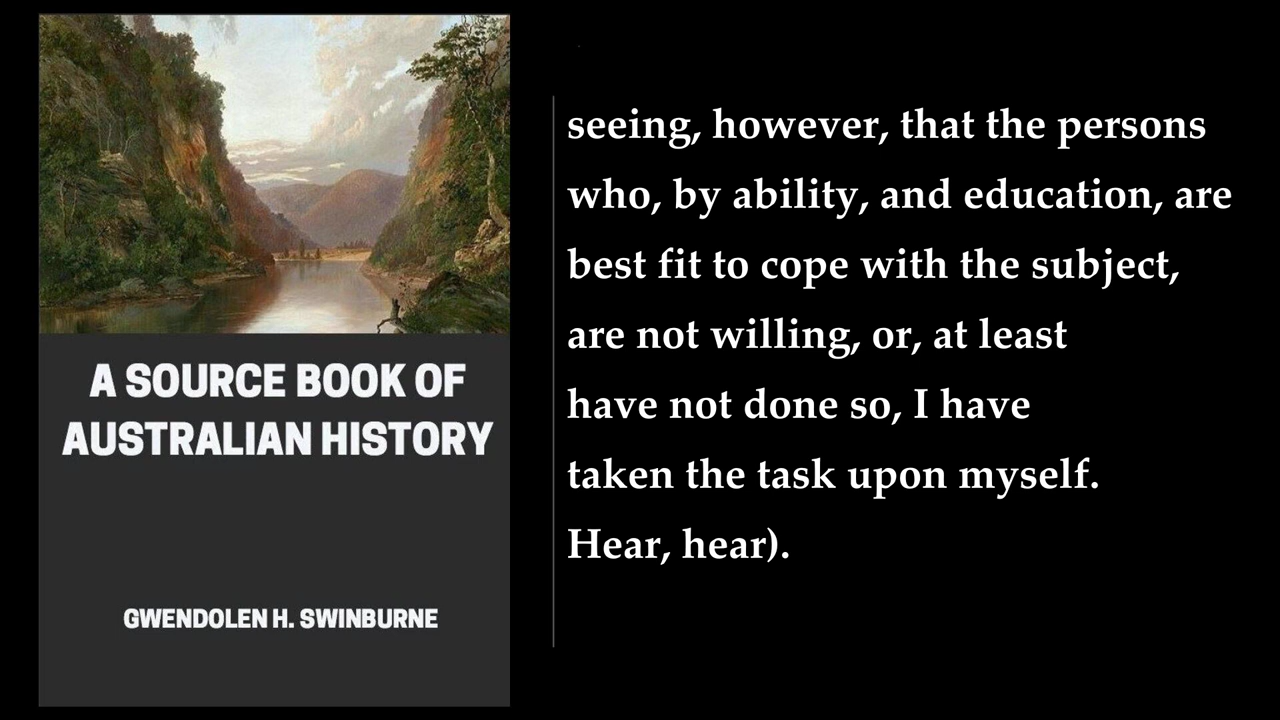 A SOURCE BOOK OF
AUSTRALIAN HISTORY
GWENDOLEN H. SWINBURNE
seeing, however, that the persons
who, by ability, and education, are
best fit to cope with the subject,
are not willing, or, at least
have not done so, I have
taken the task upon myself.
Hear, hear).